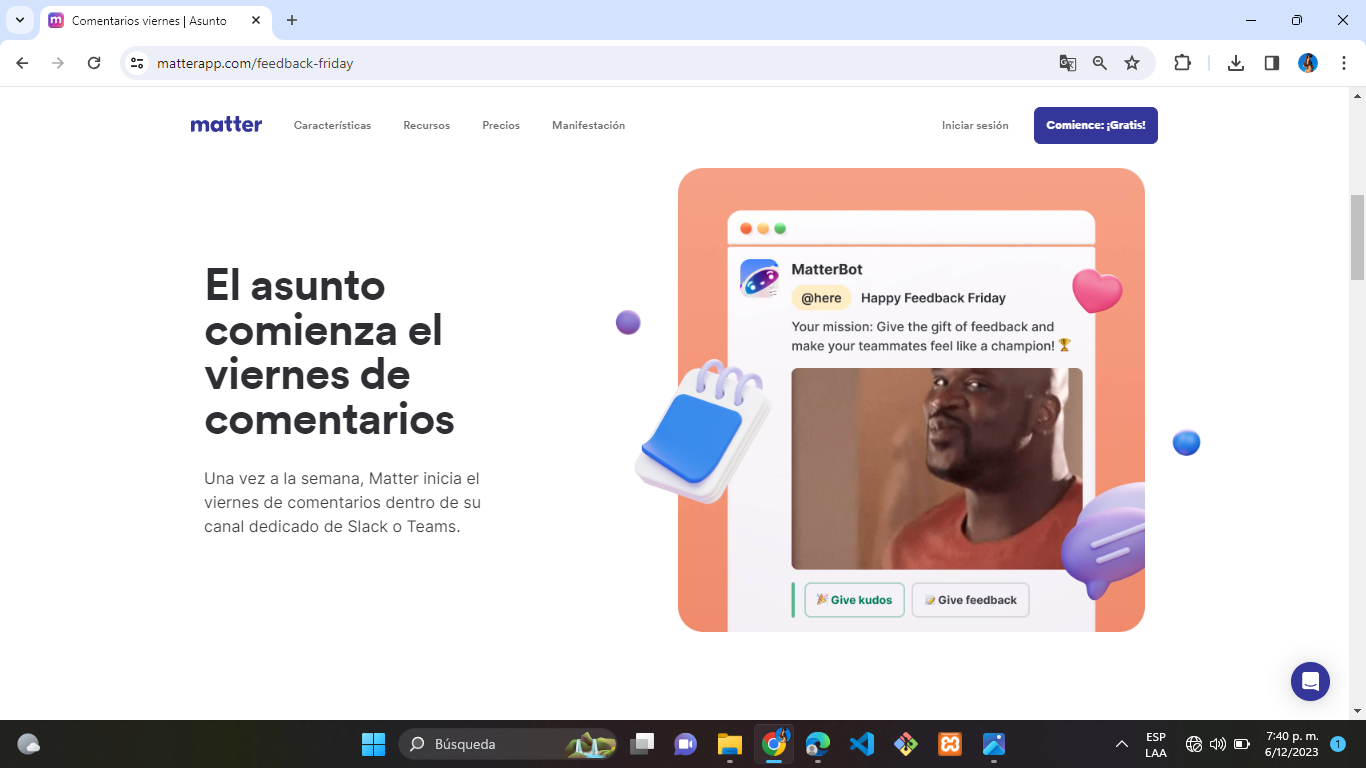 Comentarios viernes | Asunto
matterapp.com/feedback-friday
matter
Características
Recursos
Precios
Manifestación
Iniciar sesión
Comience: ¡Gratis!
El asunto
comienza el
viernes de
comentarios
Una vez a la semana, Matter inicia el
viernes de comentarios dentro de su
canal dedicado de Slack o Teams.
MatterBot
@here Happy Feedback Friday
Your mission: Give the gift of feedback and
make your teammates feel like a champion! 🏆
🎉 Give kudos
📝 Give feedback
Búsqueda
ESP
LAA
7:40 p. m.
6/12/2023
1